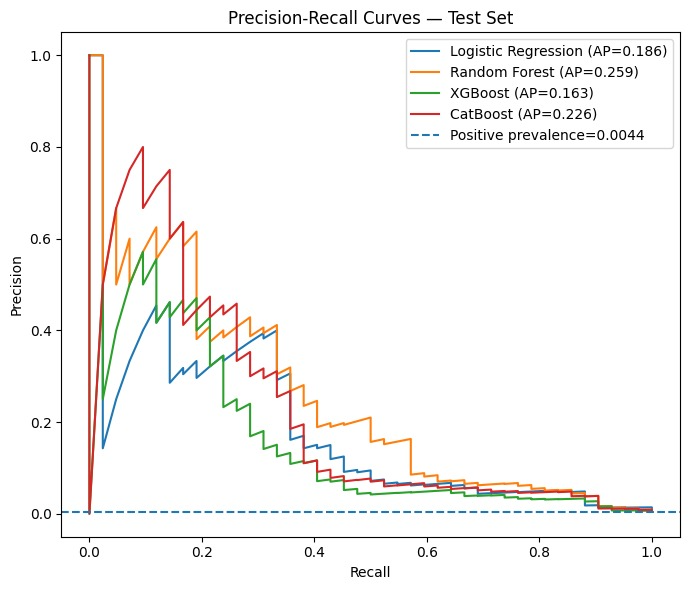 Precision-Recall Curves — Test Set
Logistic Regression (AP=0.186)
Random Forest (AP=0.259)
XGBoost (AP=0.163)
CatBoost (AP=0.226)
Positive prevalence=0.0044
Precision
1.0
0.8
0.6
0.4
0.2
0.0
0.0 0.2 0.4 0.6 0.8 1.0
Recall